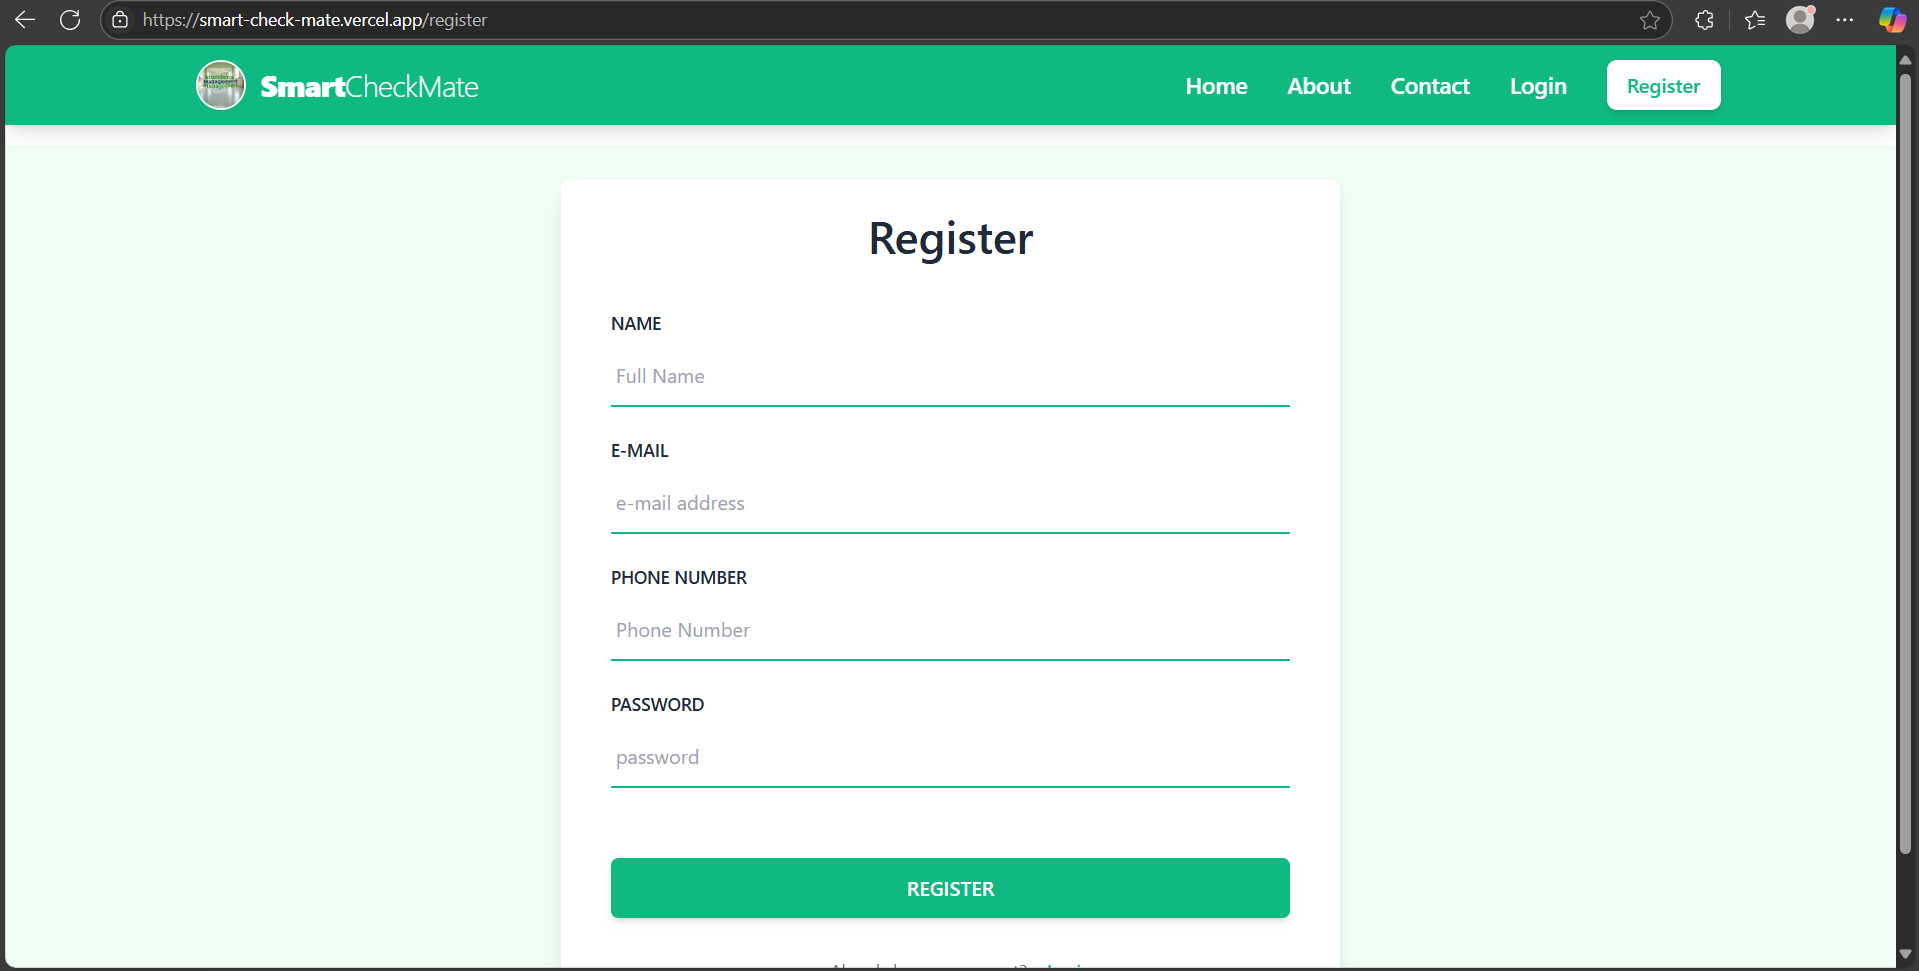 https://smart-check-mate.vercel.app/register
SmartCheckMate
Home
About
Contact
Login
Register
Register
NAME
Full Name
E-MAIL
e-mail address
PHONE NUMBER
Phone Number
PASSWORD
password
REGISTER